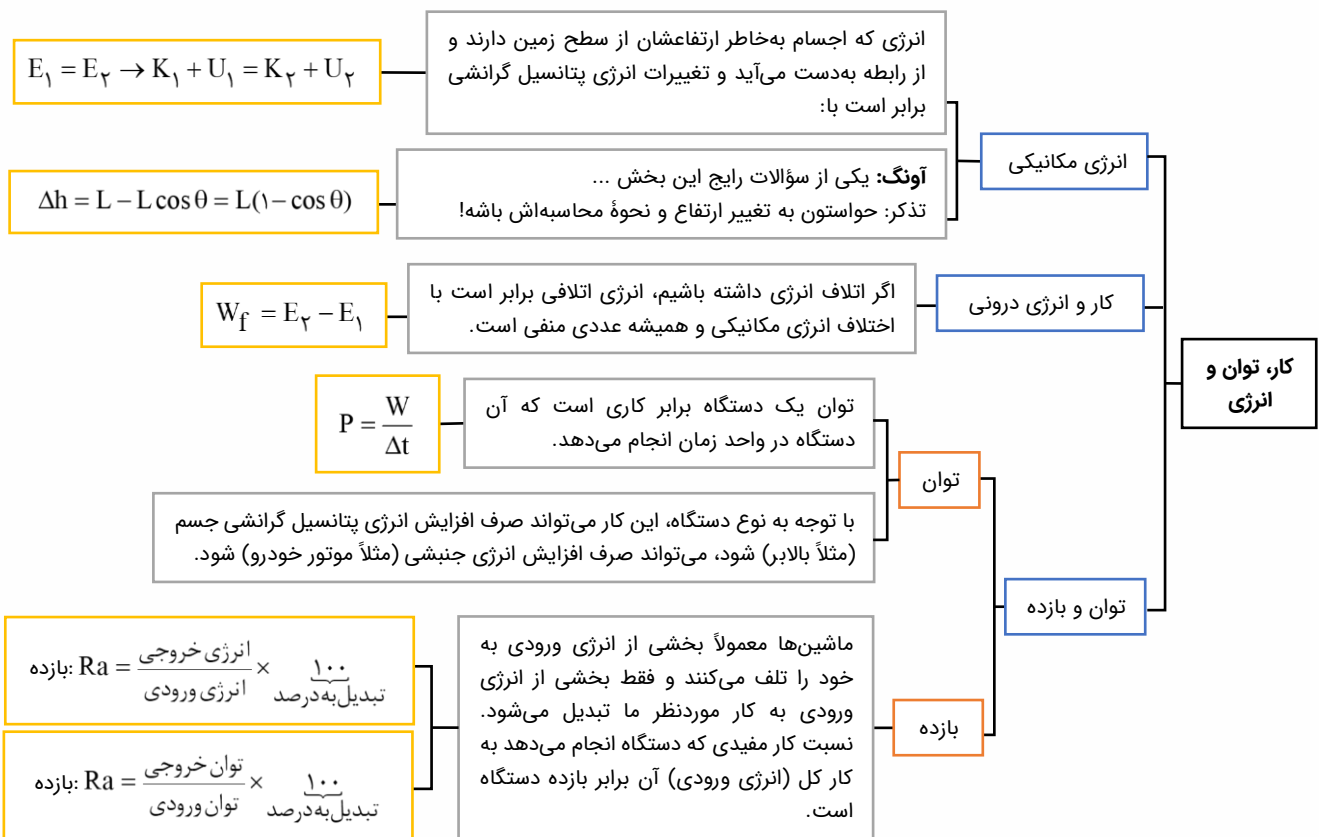 کار، توان و
انرژی
انرژی مکانیکی
انرژی که اجسام به‌خاطر ارتفاعشان از سطح زمین دارند و
از رابطه به‌دست می‌آید و تغییرات انرژی پتانسیل گرانشی
برابر است با:
E₁ = E₂ → K₁ + U₁ = K₂ + U₂
آونگ: یکی از سؤالات رایج این بخش ...
تذکر: حواستون به تغییر ارتفاع و نحوهٔ محاسبه‌اش باشه!
Δh = L − L cos θ = L(۱ − cos θ)
کار و انرژی درونی
اگر اتلاف انرژی داشته باشیم، انرژی اتلافی برابر است با
اختلاف انرژی مکانیکی و همیشه عددی منفی است.
W_f = E₂ − E₁
توان و بازده
توان
توان یک دستگاه برابر کاری است که آن
دستگاه در واحد زمان انجام می‌دهد.
P = W / Δt
با توجه به نوع دستگاه، این کار می‌تواند صرف افزایش انرژی پتانسیل گرانشی جسم
(مثلاً بالابر) شود، می‌تواند صرف افزایش انرژی جنبشی (مثلاً موتور خودرو) شود.
بازده
ماشین‌ها معمولاً بخشی از انرژی ورودی به
خود را تلف می‌کنند و فقط بخشی از انرژی
ورودی به کار موردنظر ما تبدیل می‌شود.
نسبت کار مفیدی که دستگاه انجام می‌دهد به
کار کل (انرژی ورودی) آن برابر بازده دستگاه
است.
بازده: Ra = انرژی خروجی / انرژی ورودی × ۱۰۰ تبدیل‌به‌درصد
بازده: Ra = توان خروجی / توان ورودی × ۱۰۰ تبدیل‌به‌درصد